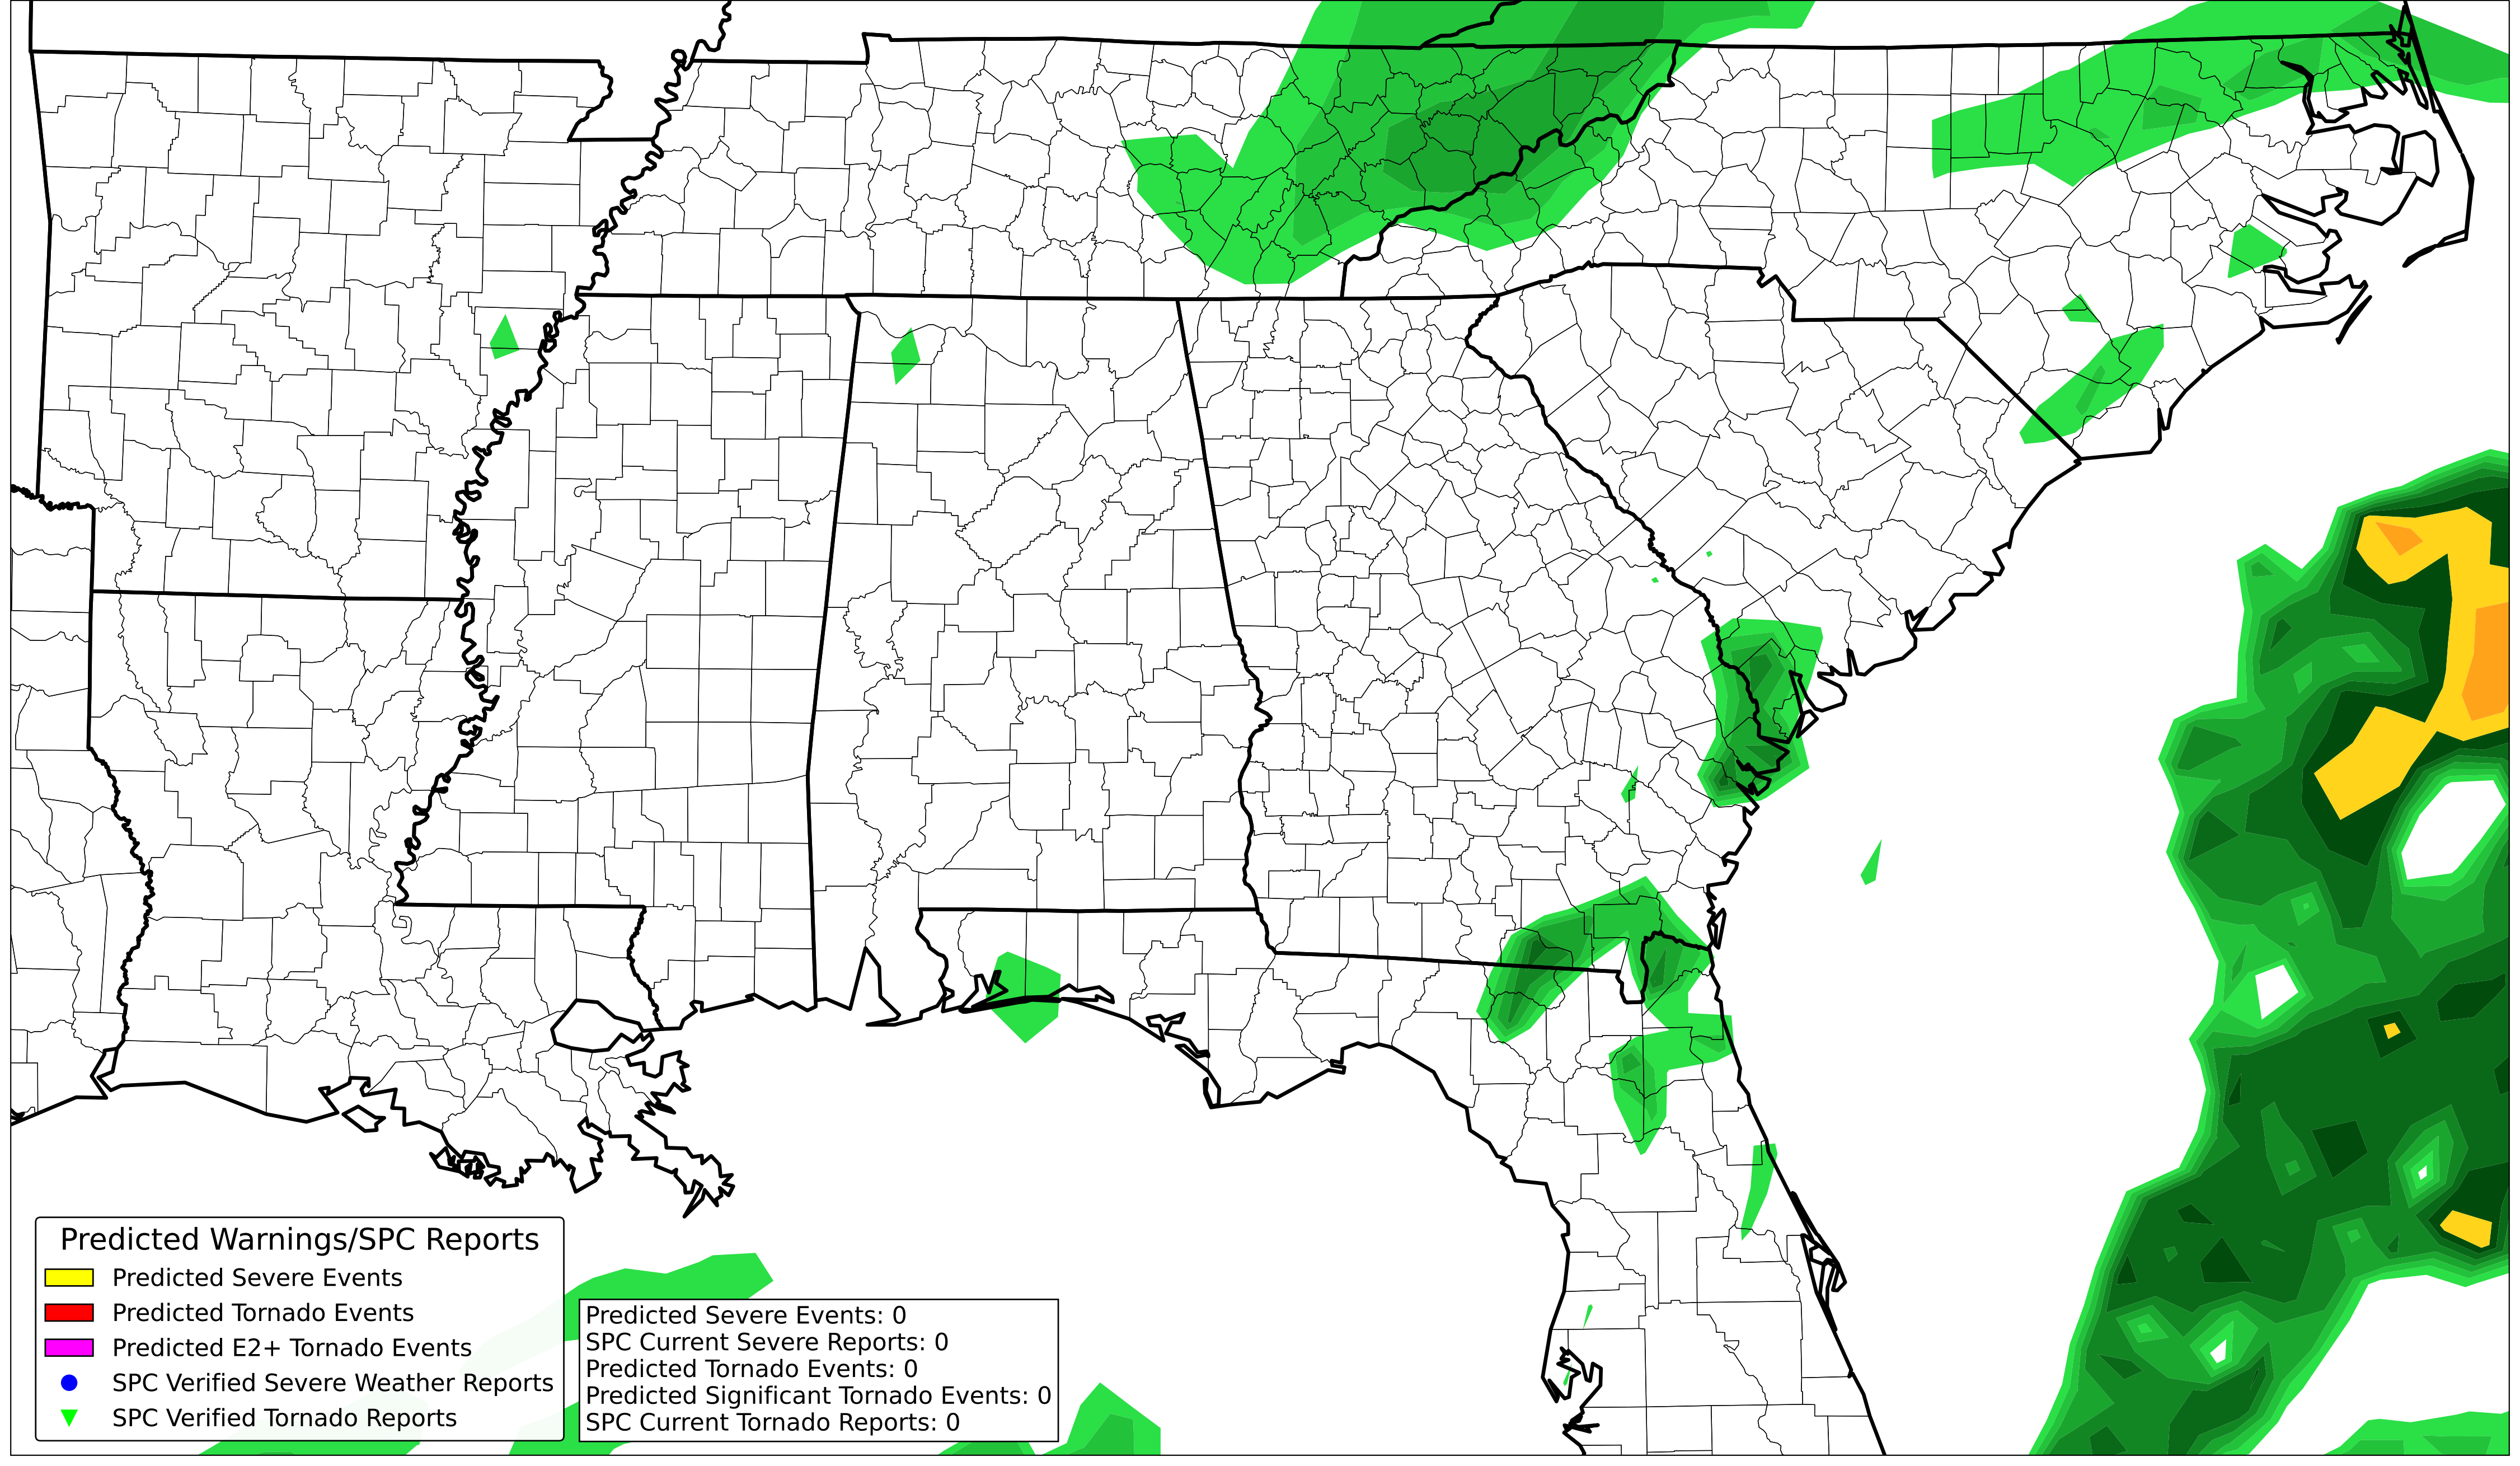 Predicted Warnings/SPC Reports
Predicted Severe Events
Predicted Tornado Events
Predicted E2+ Tornado Events
SPC Verified Severe Weather Reports
SPC Verified Tornado Reports
Predicted Severe Events: 0
SPC Current Severe Reports: 0
Predicted Tornado Events: 0
Predicted Significant Tornado Events: 0
SPC Current Tornado Reports: 0